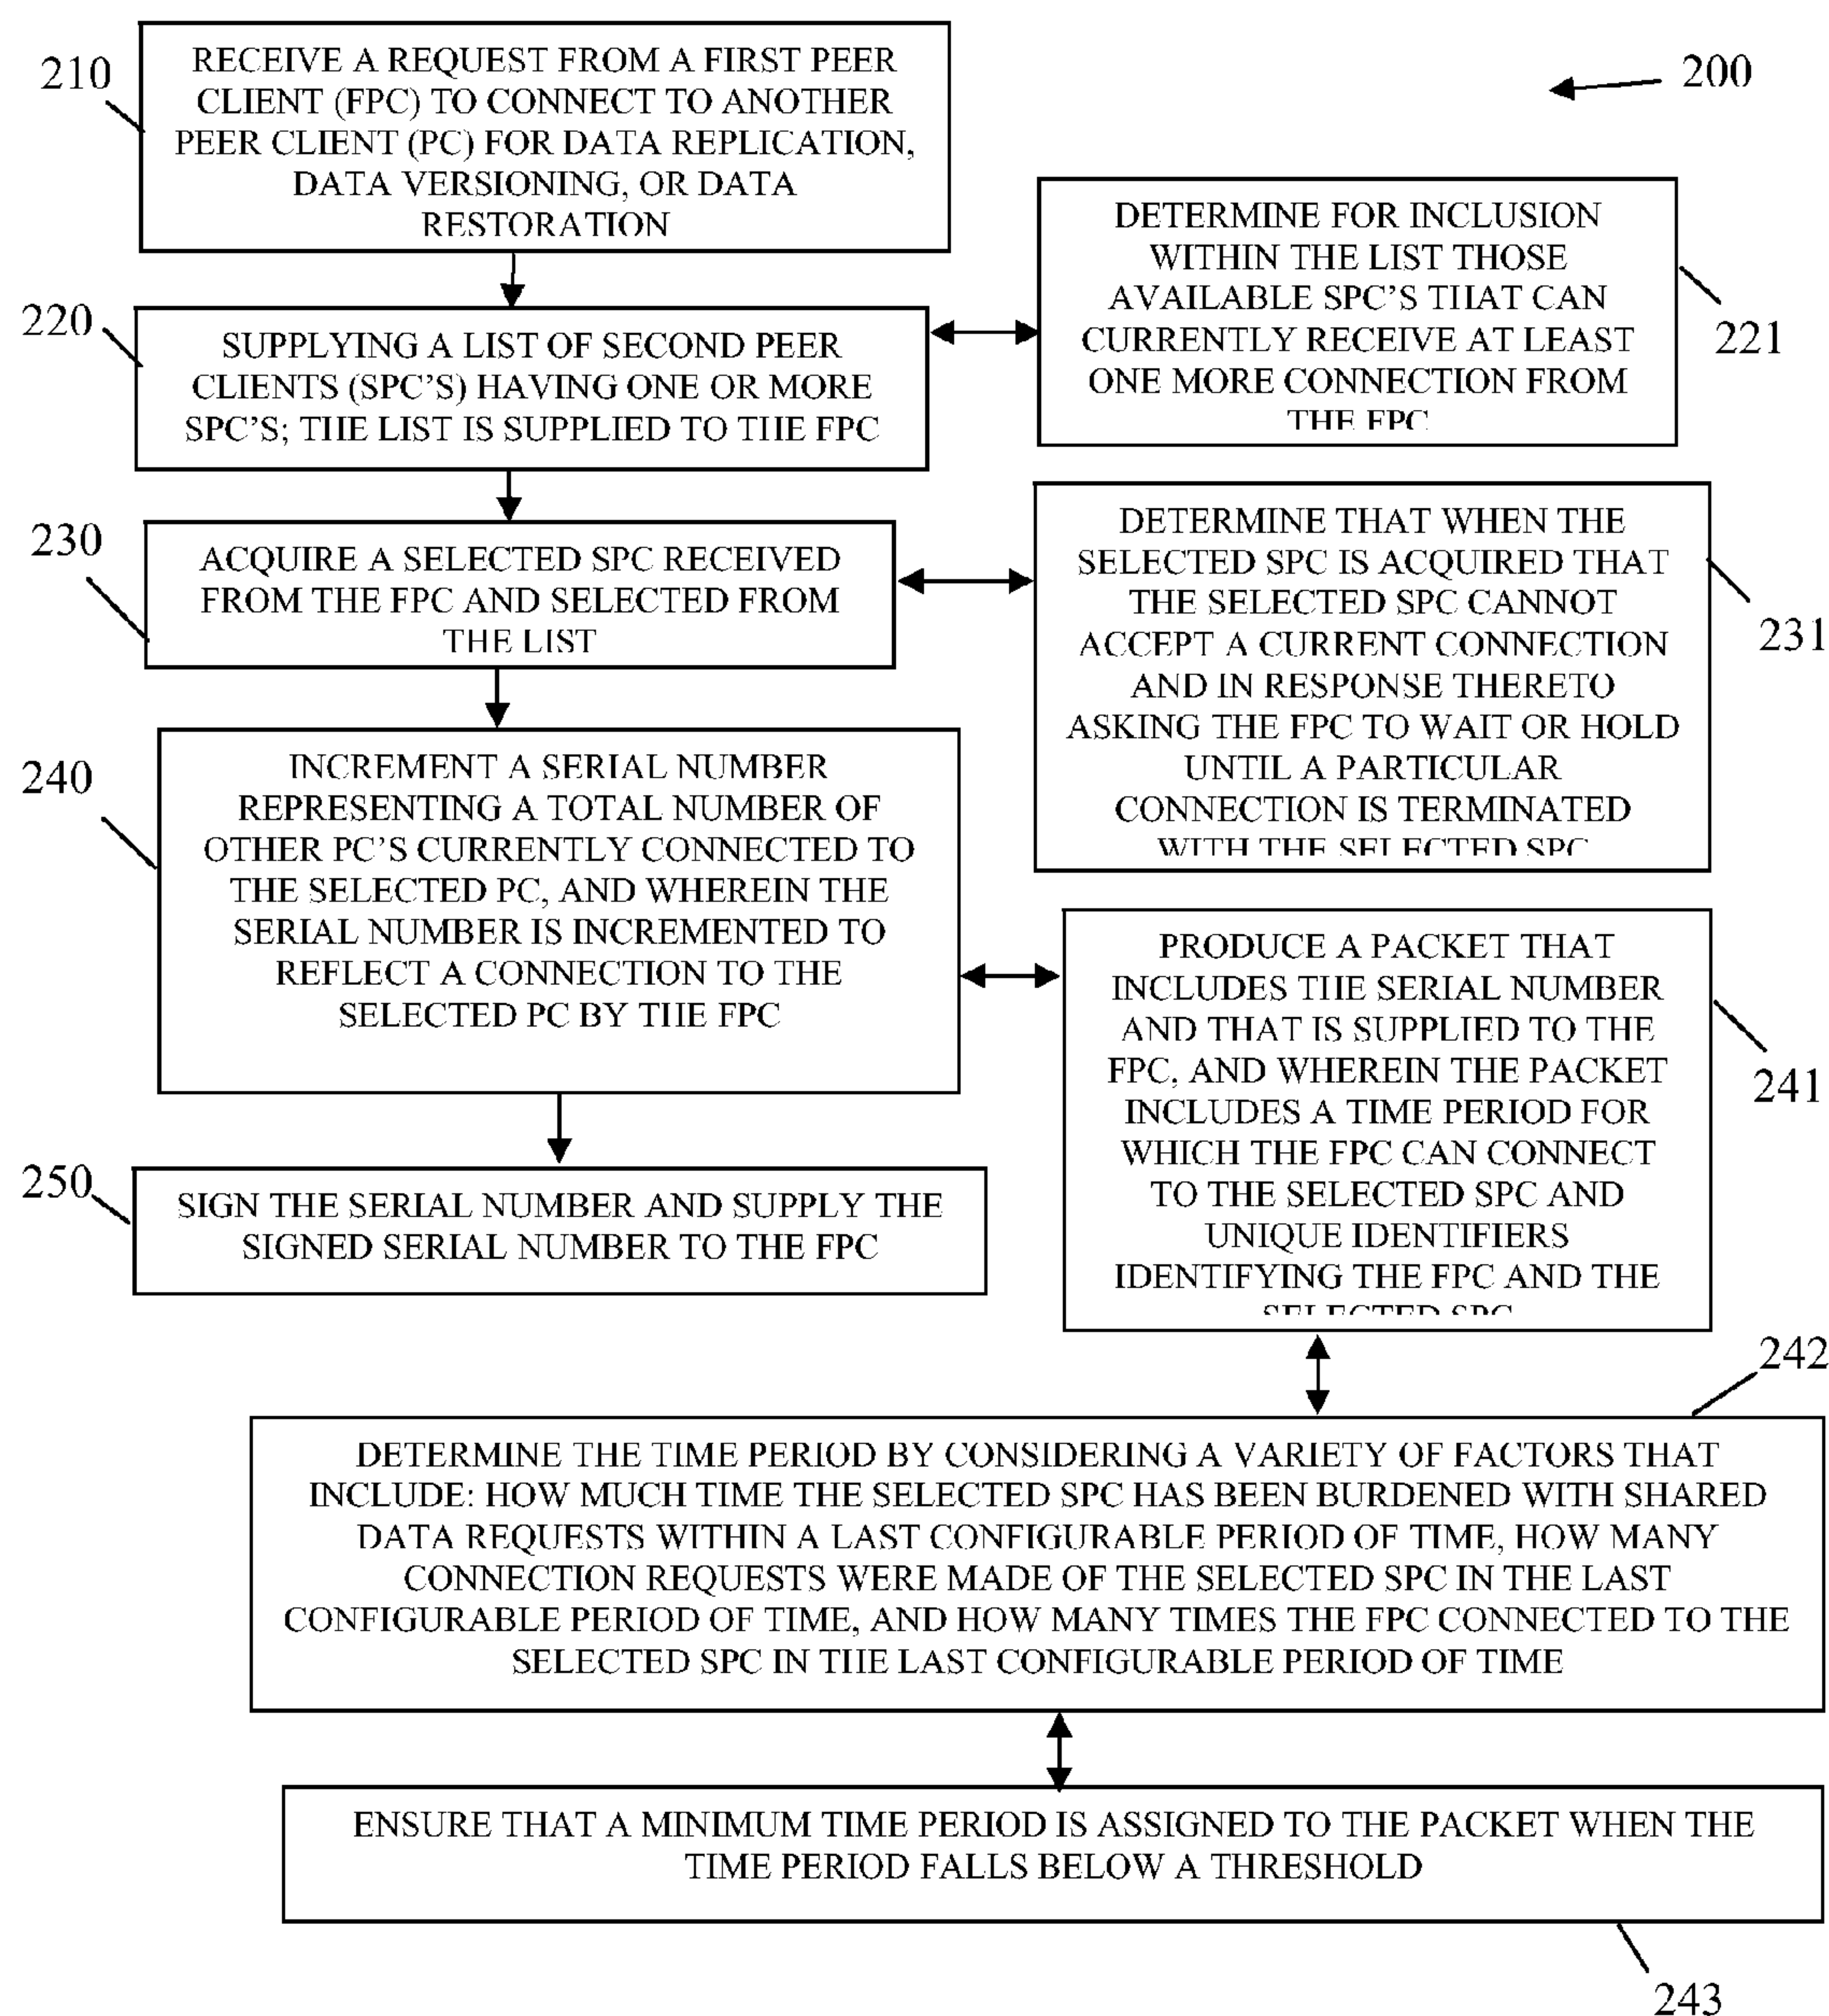 200
210
RECEIVE A REQUEST FROM A FIRST PEER
CLIENT (FPC) TO CONNECT TO ANOTHER
PEER CLIENT (PC) FOR DATA REPLICATION,
DATA VERSIONING, OR DATA
RESTORATION
220
SUPPLYING A LIST OF SECOND PEER
CLIENTS (SPC'S) HAVING ONE OR MORE
SPC'S; THE LIST IS SUPPLIED TO THE FPC
221
DETERMINE FOR INCLUSION
WITHIN THE LIST THOSE
AVAILABLE SPC'S THAT CAN
CURRENTLY RECEIVE AT LEAST
ONE MORE CONNECTION FROM
THE FPC
230
ACQUIRE A SELECTED SPC RECEIVED
FROM THE FPC AND SELECTED FROM
THE LIST
231
DETERMINE THAT WHEN THE
SELECTED SPC IS ACQUIRED THAT
THE SELECTED SPC CANNOT
ACCEPT A CURRENT CONNECTION
AND IN RESPONSE THERETO
ASKING THE FPC TO WAIT OR HOLD
UNTIL A PARTICULAR
CONNECTION IS TERMINATED
WITH THE SELECTED SPC
240
INCREMENT A SERIAL NUMBER
REPRESENTING A TOTAL NUMBER OF
OTHER PC'S CURRENTLY CONNECTED TO
THE SELECTED PC, AND WHEREIN THE
SERIAL NUMBER IS INCREMENTED TO
REFLECT A CONNECTION TO THE
SELECTED PC BY THE FPC
241
PRODUCE A PACKET THAT
INCLUDES THE SERIAL NUMBER
AND THAT IS SUPPLIED TO THE
FPC, AND WHEREIN THE PACKET
INCLUDES A TIME PERIOD FOR
WHICH THE FPC CAN CONNECT
TO THE SELECTED SPC AND
UNIQUE IDENTIFIERS
IDENTIFYING THE FPC AND THE
SELECTED SPC
250
SIGN THE SERIAL NUMBER AND SUPPLY THE
SIGNED SERIAL NUMBER TO THE FPC
242
DETERMINE THE TIME PERIOD BY CONSIDERING A VARIETY OF FACTORS THAT
INCLUDE: HOW MUCH TIME THE SELECTED SPC HAS BEEN BURDENED WITH SHARED
DATA REQUESTS WITHIN A LAST CONFIGURABLE PERIOD OF TIME, HOW MANY
CONNECTION REQUESTS WERE MADE OF THE SELECTED SPC IN THE LAST
CONFIGURABLE PERIOD OF TIME, AND HOW MANY TIMES THE FPC CONNECTED TO THE
SELECTED SPC IN THE LAST CONFIGURABLE PERIOD OF TIME
ENSURE THAT A MINIMUM TIME PERIOD IS ASSIGNED TO THE PACKET WHEN THE
TIME PERIOD FALLS BELOW A THRESHOLD
243